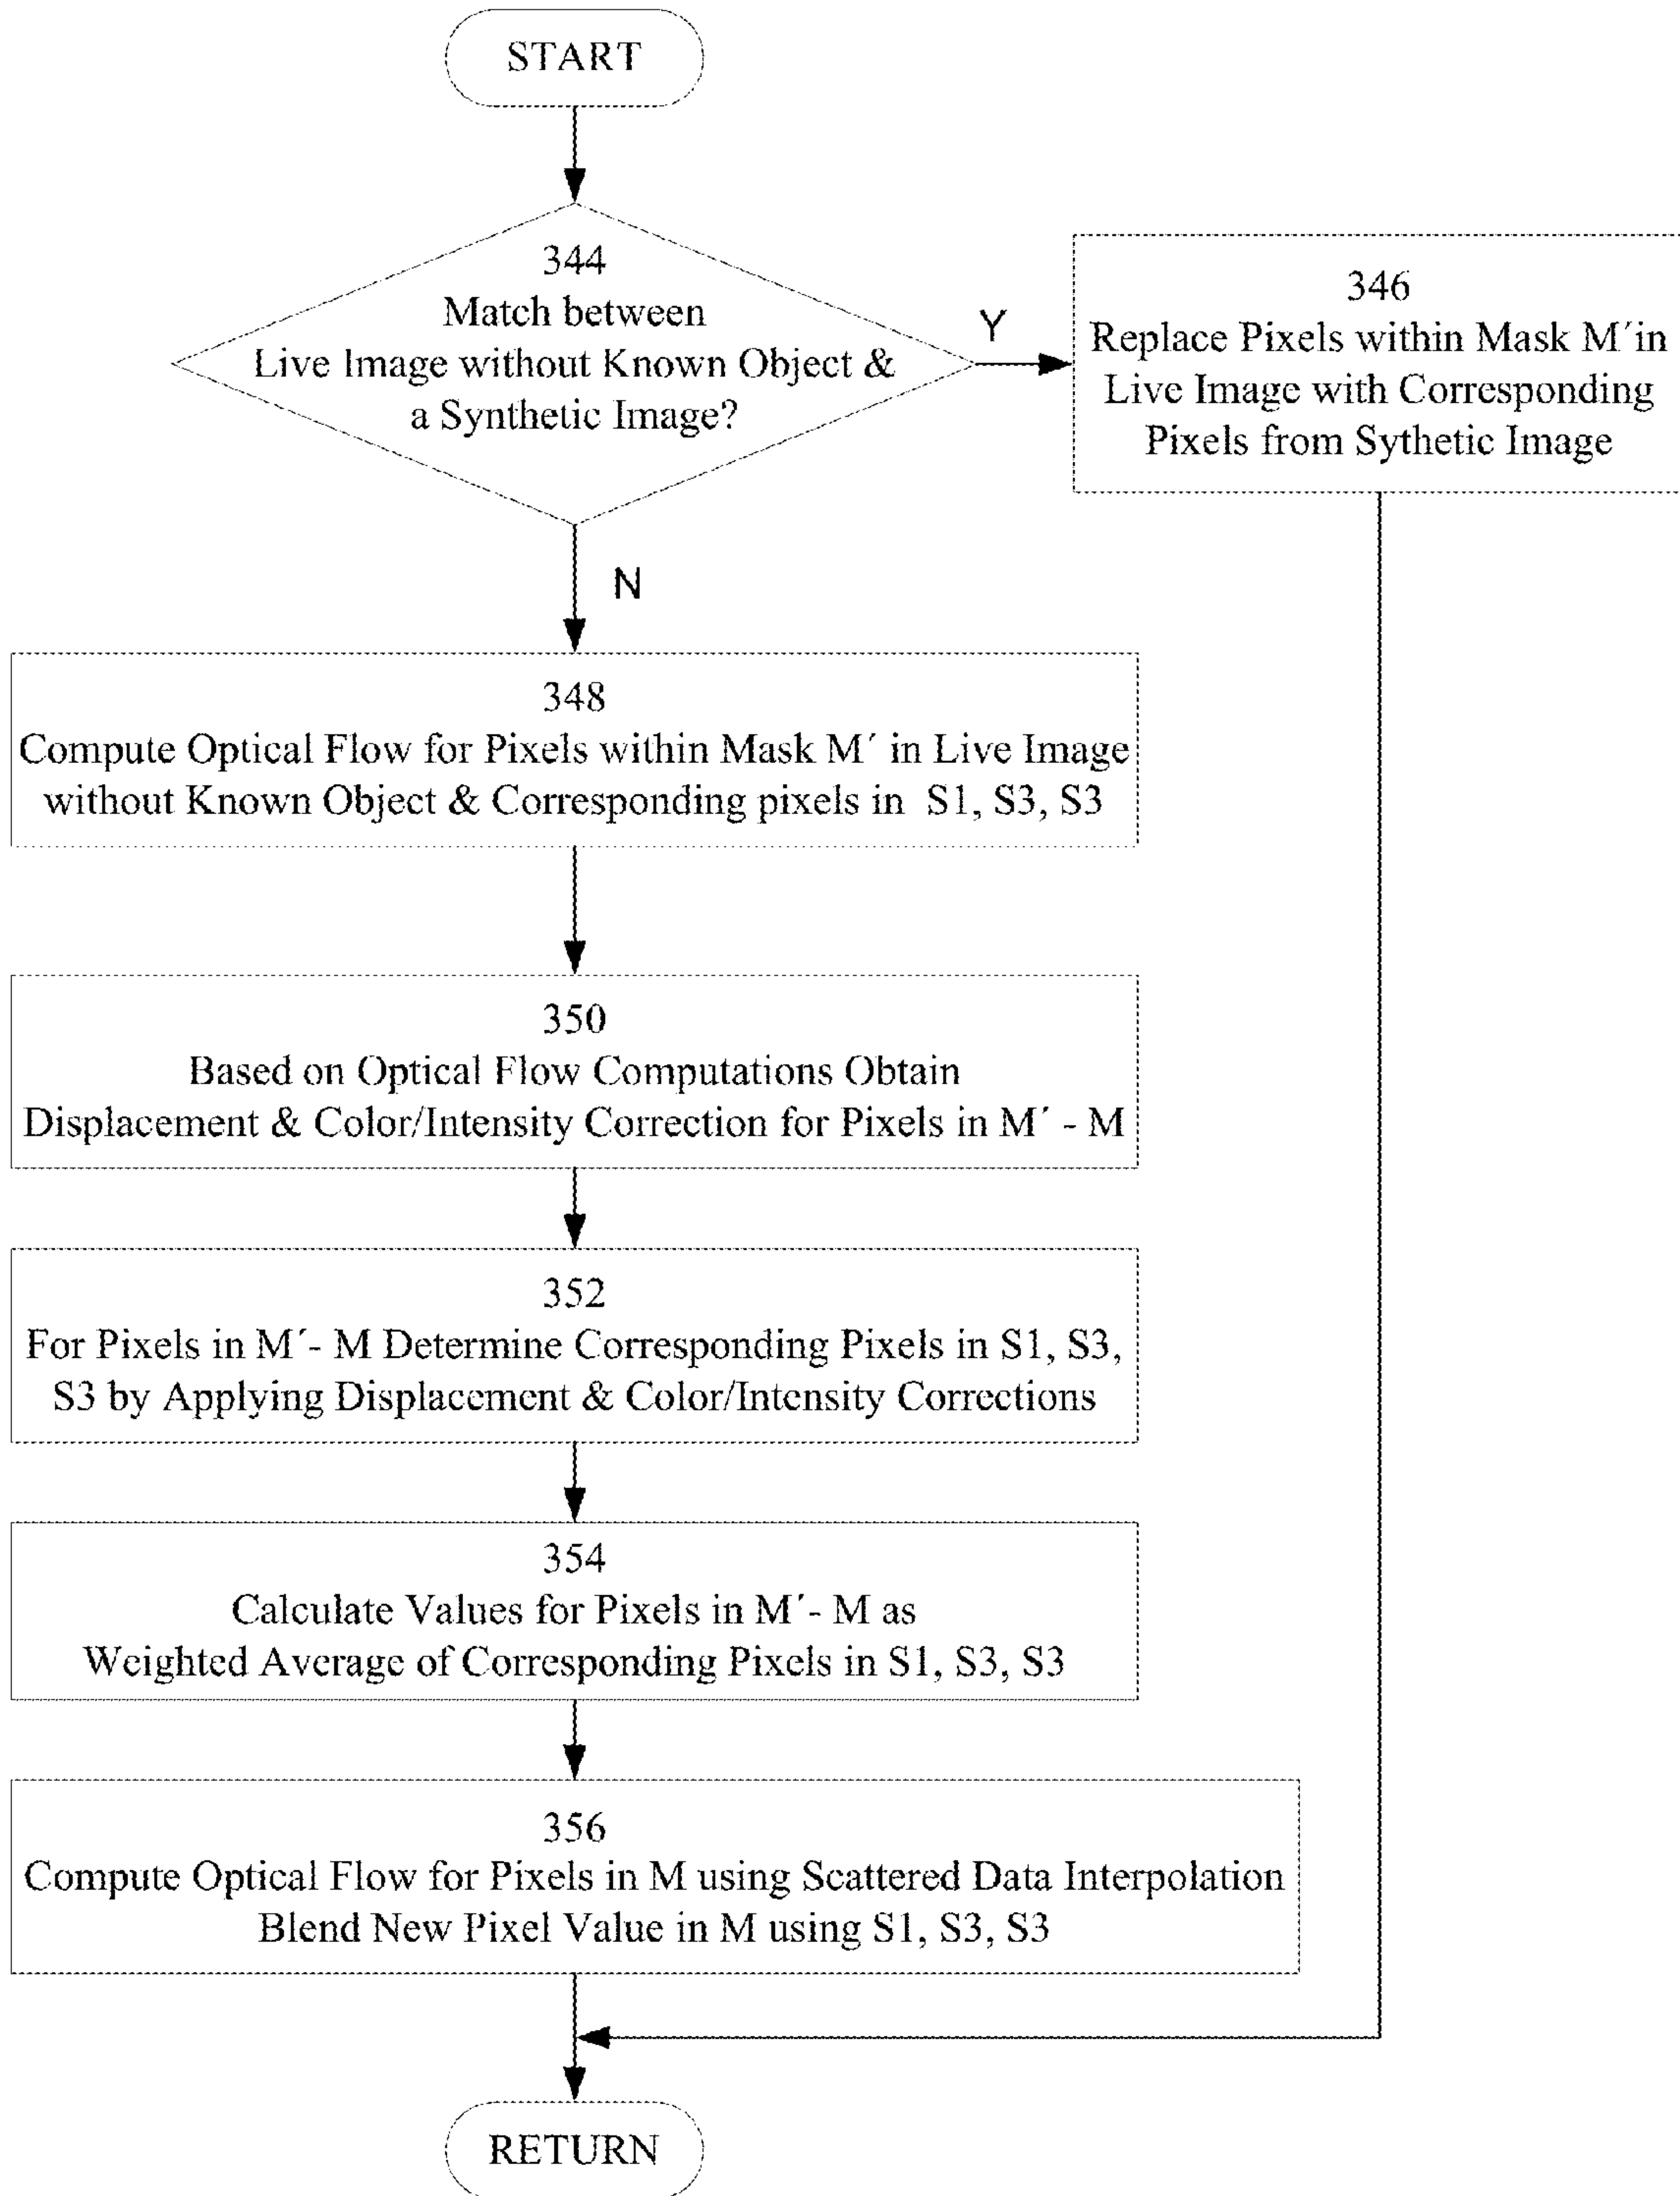 START
344
Match between
Live Image without Known Object &
a Synthetic Image?
Y
346
Replace Pixels within Mask M´in
Live Image with Corresponding
Pixels from Sythetic Image
N
348
Compute Optical Flow for Pixels within Mask M´ in Live Image
without Known Object & Corresponding pixels in S1, S3, S3
350
Based on Optical Flow Computations Obtain
Displacement & Color/Intensity Correction for Pixels in M´ - M
352
For Pixels in M´- M Determine Corresponding Pixels in S1, S3,
S3 by Applying Displacement & Color/Intensity Corrections
354
Calculate Values for Pixels in M´- M as
Weighted Average of Corresponding Pixels in S1, S3, S3
356
Compute Optical Flow for Pixels in M using Scattered Data Interpolation
Blend New Pixel Value in M using S1, S3, S3
RETURN